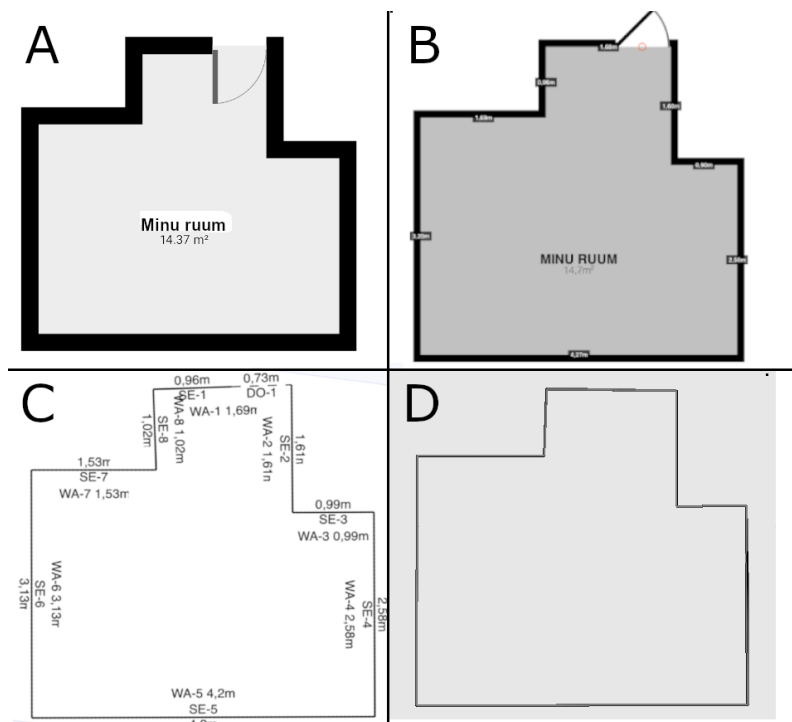 A
Minu ruum
14.37 m²
B
1,68m
0,96m
1,69m
1,60m
0,90m
2,58m
MINU RUUM
14,7m²
4,27m
C
0,96m
SE-1
0,73m
DO-1
WA-1 1,69m
1,02m
SE-8
WA-8 1,02m
WA-2 1,61m
SE-2
1,61m
1,53m
SE-7
WA-7 1,53m
0,99m
SE-3
WA-3 0,99m
3,13m
SE-6
WA-6 3,13m
WA-4 2,58m
SE-4
2,58m
WA-5 4,2m
SE-5
D